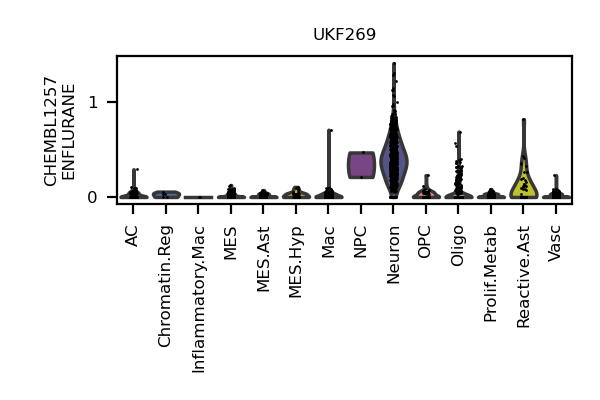 UKF269
CHEMBL1257
ENFLURANE
1
0
AC
Chromatin.Reg
Inflammatory.Mac
MES
MES.Ast
MES.Hyp
Mac
NPC
Neuron
OPC
Oligo
Prolif.Metab
Reactive.Ast
Vasc